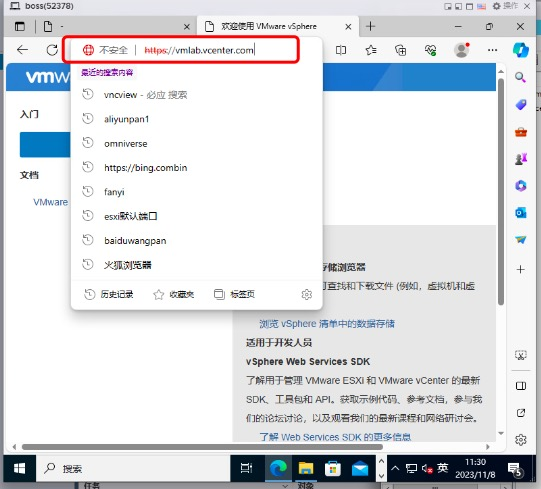 boss(52378)
操作
欢迎使用 VMware vSphere
不安全 https://vmlab.vcenter.com
最近的搜索内容
vmw
入门
文档
VMware
vncview - 必应 搜索
aliyunpan1
omniverse
https://bing.combin
fanyi
esxi默认端口
baiduwangpan
火狐浏览器
历史记录 收藏夹 标签页
存储浏览器
可查找和下载文件 (例如，虚拟机和虚
浏览 vSphere 清单中的数据存储
适用于开发人员
vSphere Web Services SDK
了解用于管理 VMware ESXi 和 VMware vCenter 的最新
SDK、工具包和 API。获取示例代码、参考文档，参与我
们的论坛讨论，以及观看我们的最新课程和网络研讨会。
了解 Web Services SDK 的更多信息
搜索
英
11:30
2023/11/8
5
任务
对象